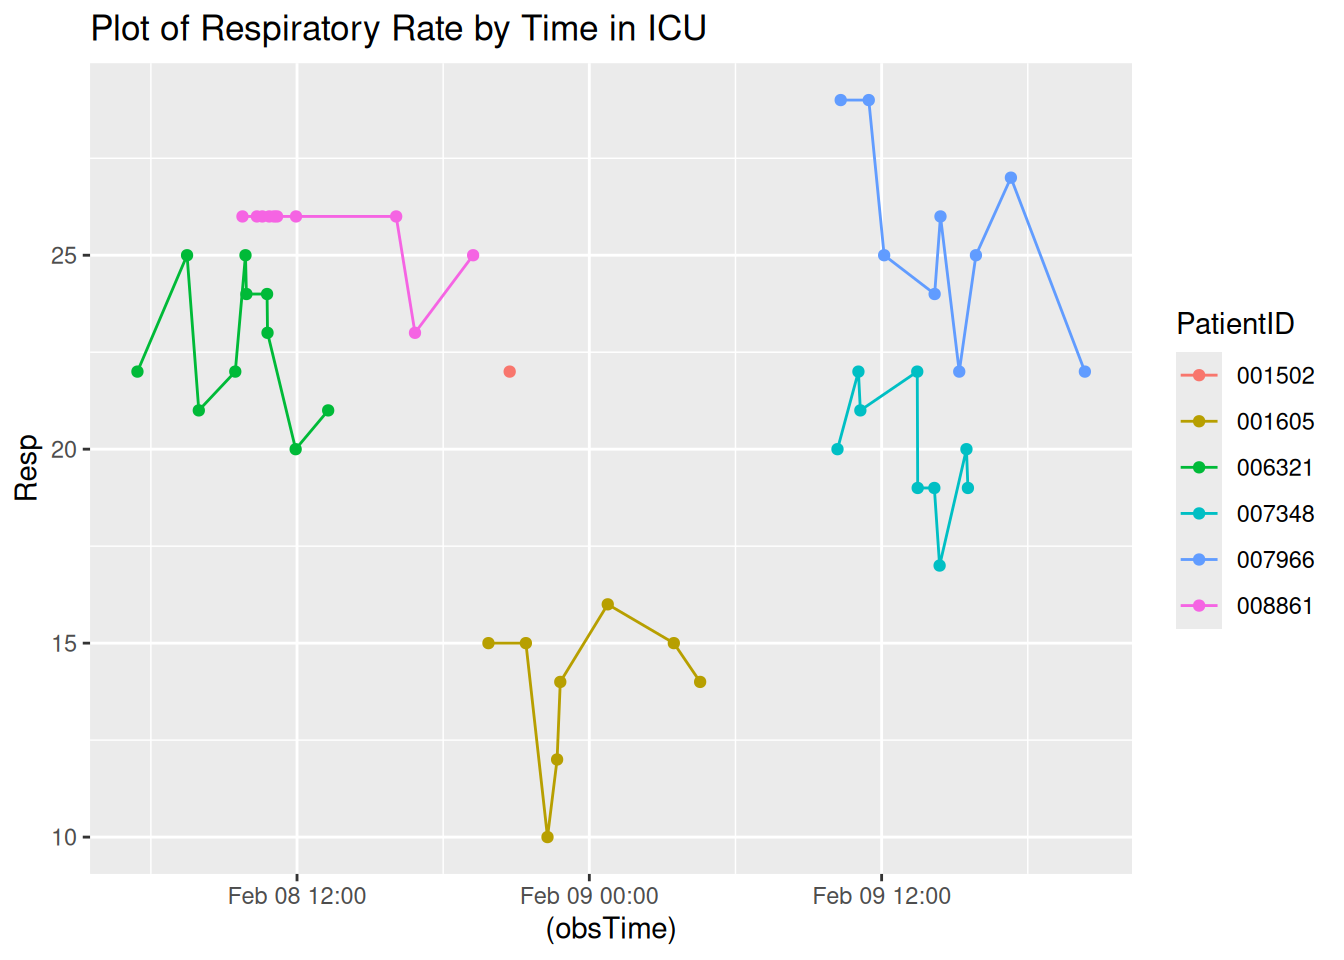 Plot of Respiratory Rate by Time in ICU
25
20
15
10
Resp
Feb 08 12:00
Feb 09 00:00
Feb 09 12:00
(obsTime)
PatientID
001502
001605
006321
007348
007966
008861